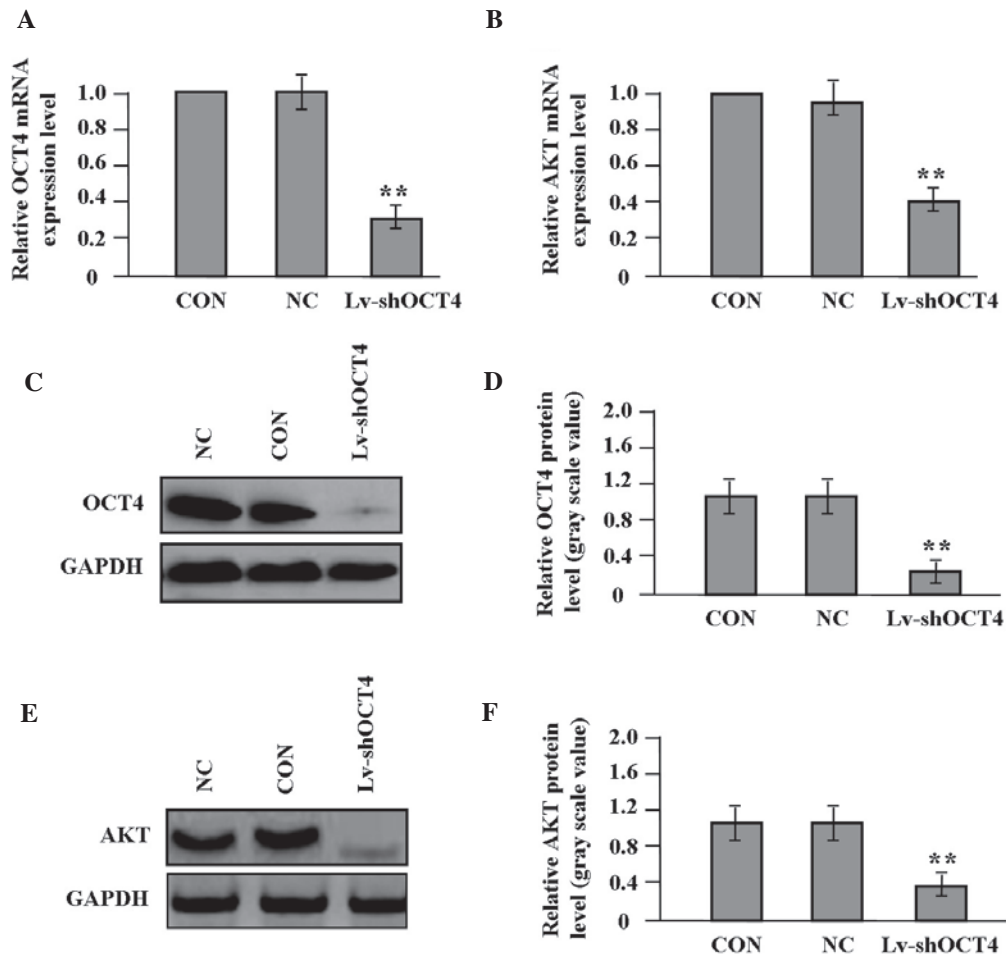 A
Relative OCT4 mRNA
expression level
1.0
0.8
0.6
0.4
0.2
0
**
CON NC Lv-shOCT4
B
Relative AKT mRNA
expression level
1.0
0.8
0.6
0.4
0.2
0
**
CON NC Lv-shOCT4
C
NC
CON
Lv-shOCT4
OCT4
GAPDH
D
Relative OCT4 protein
level (gray scale value)
2.0
1.6
1.2
0.8
0.4
0
**
CON NC Lv-shOCT4
E
NC
CON
Lv-shOCT4
AKT
GAPDH
F
Relative AKT protein
level (gray scale value)
2.0
1.6
1.2
0.8
0.4
0
**
CON NC Lv-shOCT4